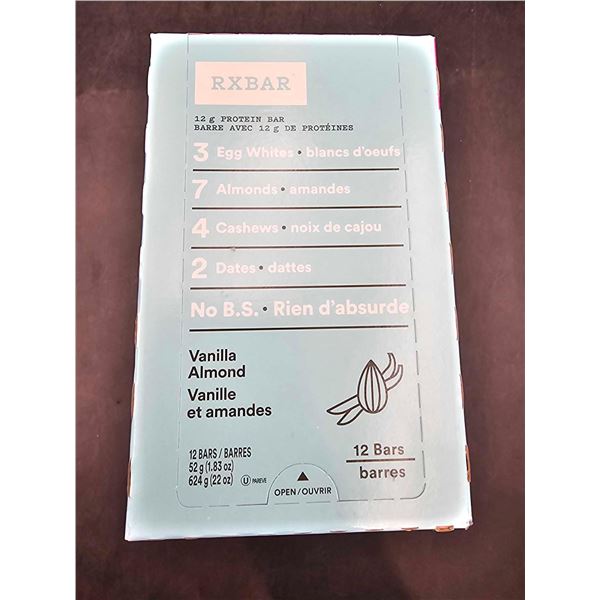 RXBAR
12 g PROTEIN BAR
BARRE AVEC 12 g DE PROTÉINES
3 Egg Whites • blancs d'oeufs
7 Almonds • amandes
4 Cashews • noix de cajou
2 Dates • dattes
No B.S. • Rien d'absurde
Vanilla
Almond
Vanille
et amandes
12 BARS / BARRES
52 g (1.83 oz)
624 g (22 oz) U PAREVE
OPEN / OUVRIR
12 Bars
barres